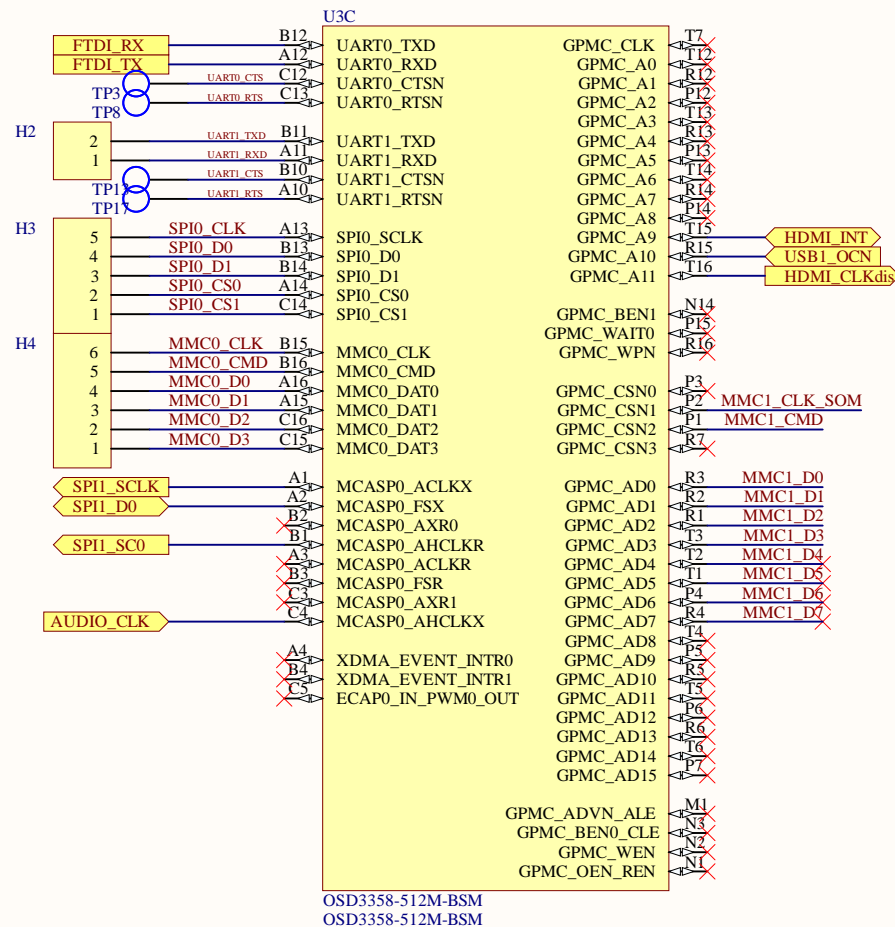 U3C
FTDI_RX B12 UART0_TXD GPMC_CLK T7
FTDI_TX A12 UART0_RXD GPMC_A0 T12
UART0_CTS C12 UART0_CTSN GPMC_A1 R12
TP3 UART0_RTS C13 UART0_RTSN GPMC_A2 P12
TP8 GPMC_A3 T13
H2 2 UART1_TXD B11 UART1_TXD GPMC_A4 R13
1 UART1_RXD A11 UART1_RXD GPMC_A5 P13
UART1_CTS B10 UART1_CTSN GPMC_A6 T14
UART1_RTS A10 UART1_RTSN GPMC_A7 R14
TP17 GPMC_A8 P14
H3 5 SPI0_CLK A13 SPI0_SCLK GPMC_A9 T15 HDMI_INT
4 SPI0_D0 B13 SPI0_D0 GPMC_A10 R15 USB1_OCN
3 SPI0_D1 B14 SPI0_D1 GPMC_A11 T16 HDMI_CLKdis
2 SPI0_CS0 A14 SPI0_CS0
1 SPI0_CS1 C14 SPI0_CS1 GPMC_BEN1 N14
GPMC_WAIT0 P15
H4 6 MMC0_CLK B15 MMC0_CLK GPMC_WPN R16
5 MMC0_CMD B16 MMC0_CMD
4 MMC0_D0 A16 MMC0_DAT0 GPMC_CSN0 P3
3 MMC0_D1 A15 MMC0_DAT1 GPMC_CSN1 P2 MMC1_CLK_SOM
2 MMC0_D2 C16 MMC0_DAT2 GPMC_CSN2 P1 MMC1_CMD
1 MMC0_D3 C15 MMC0_DAT3 GPMC_CSN3 R7
SPI1_SCLK A1 MCASP0_ACLKX GPMC_AD0 R3 MMC1_D0
SPI1_D0 A2 MCASP0_FSX GPMC_AD1 R2 MMC1_D1
B2 MCASP0_AXR0 GPMC_AD2 R1 MMC1_D2
SPI1_SC0 B1 MCASP0_AHCLKR GPMC_AD3 T3 MMC1_D3
A3 MCASP0_ACLKR GPMC_AD4 T2 MMC1_D4
B3 MCASP0_FSR GPMC_AD5 T1 MMC1_D5
C3 MCASP0_AXR1 GPMC_AD6 P4 MMC1_D6
AUDIO_CLK C4 MCASP0_AHCLKX GPMC_AD7 R4 MMC1_D7
GPMC_AD8 T4
A4 XDMA_EVENT_INTR0 GPMC_AD9 P5
B4 XDMA_EVENT_INTR1 GPMC_AD10 R5
C5 ECAP0_IN_PWM0_OUT GPMC_AD11 T5
GPMC_AD12 P6
GPMC_AD13 R6
GPMC_AD14 T6
GPMC_AD15 P7
GPMC_ADVN_ALE M1
GPMC_BEN0_CLE N3
GPMC_WEN N2
GPMC_OEN_REN N1
OSD3358-512M-BSM
OSD3358-512M-BSM